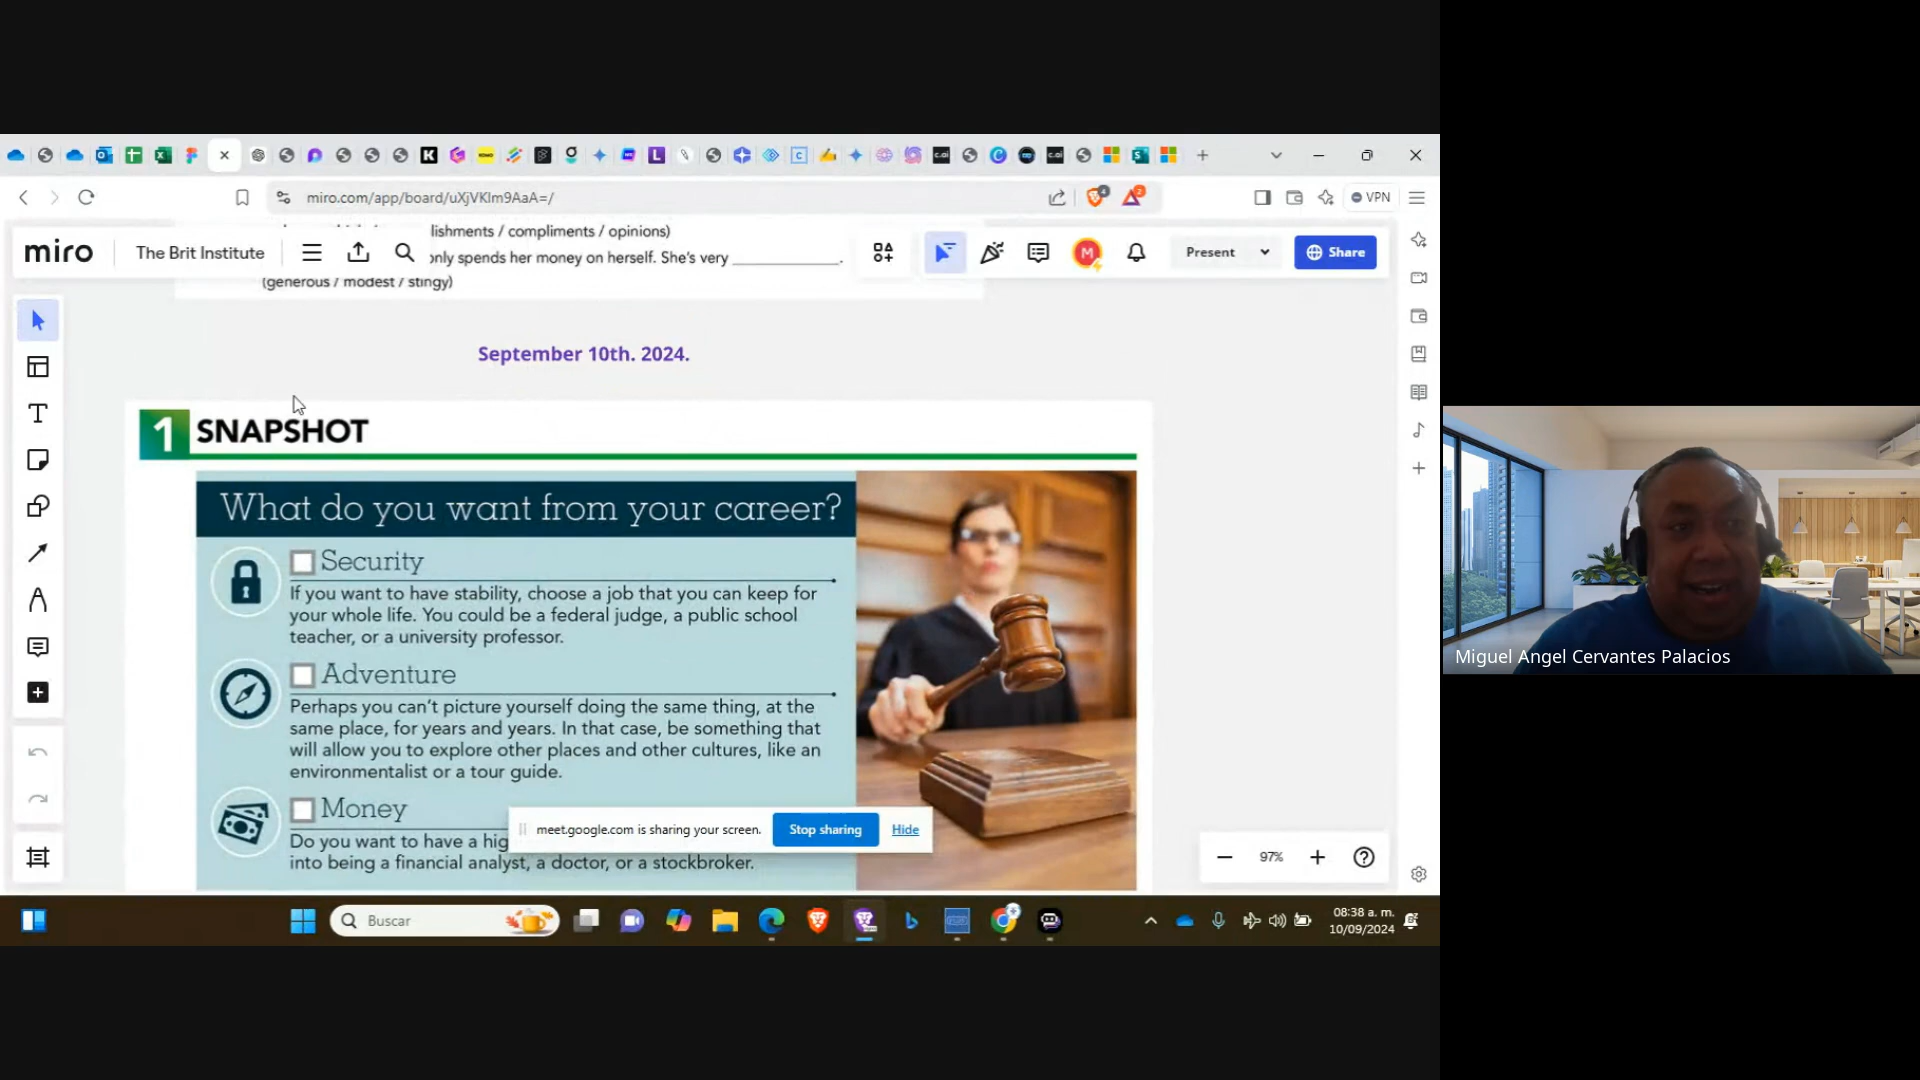 miro.com/app/board/uXjVKlm9AaA=/
VPN
lishments / compliments / opinions)
miro
The Brit Institute
only spends her money on herself. She's very ____________.
(generous / modest / stingy)
Present
Share
September 10th. 2024.
1 SNAPSHOT
What do you want from your career?
Security
If you want to have stability, choose a job that you can keep for
your whole life. You could be a federal judge, a public school
teacher, or a university professor.
Adventure
Perhaps you can't picture yourself doing the same thing, at the
same place, for years and years. In that case, be something that
will allow you to explore other places and other cultures, like an
environmentalist or a tour guide.
Money
Do you want to have a hig
into being a financial analyst, a doctor, or a stockbroker.
meet.google.com is sharing your screen.
Stop sharing
Hide
97%
Buscar
08:38 a. m.
10/09/2024
Miguel Angel Cervantes Palacios